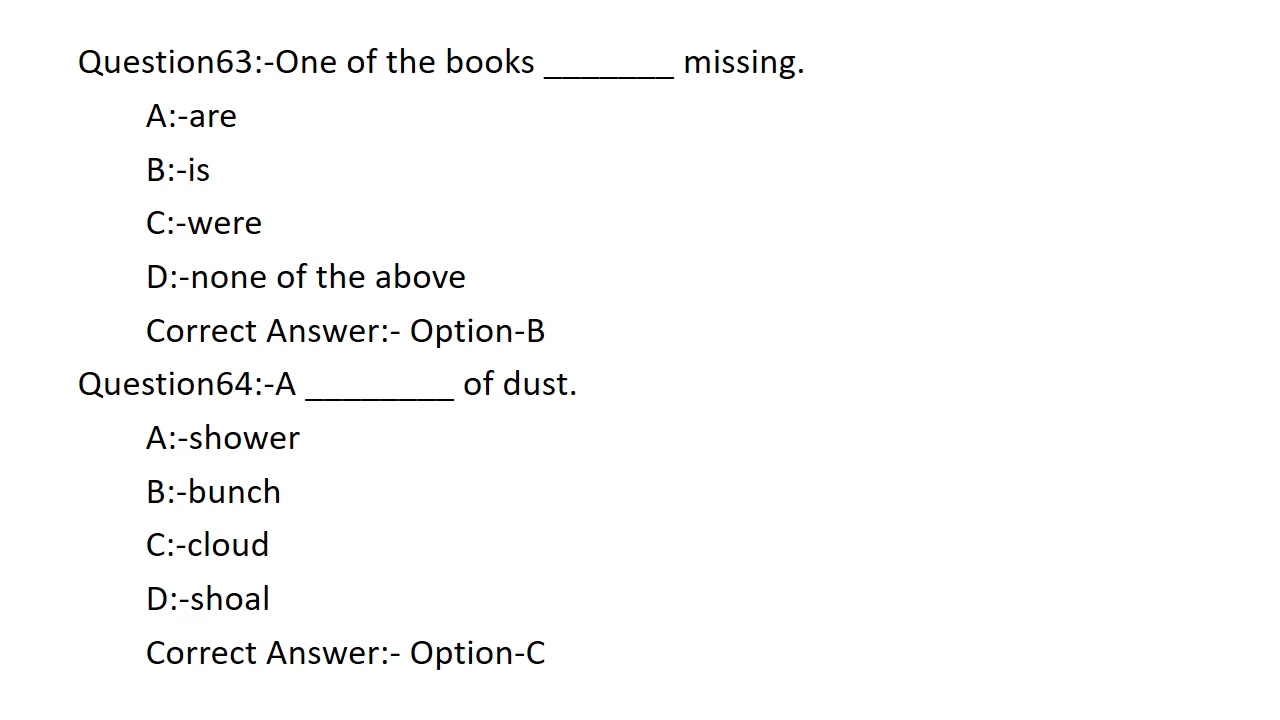 Question63:-One of the books _______ missing.
A:-are
B:-is
C:-were
D:-none of the above
Correct Answer:- Option-B
Question64:-A ________ of dust.
A:-shower
B:-bunch
C:-cloud
D:-shoal
Correct Answer:- Option-C